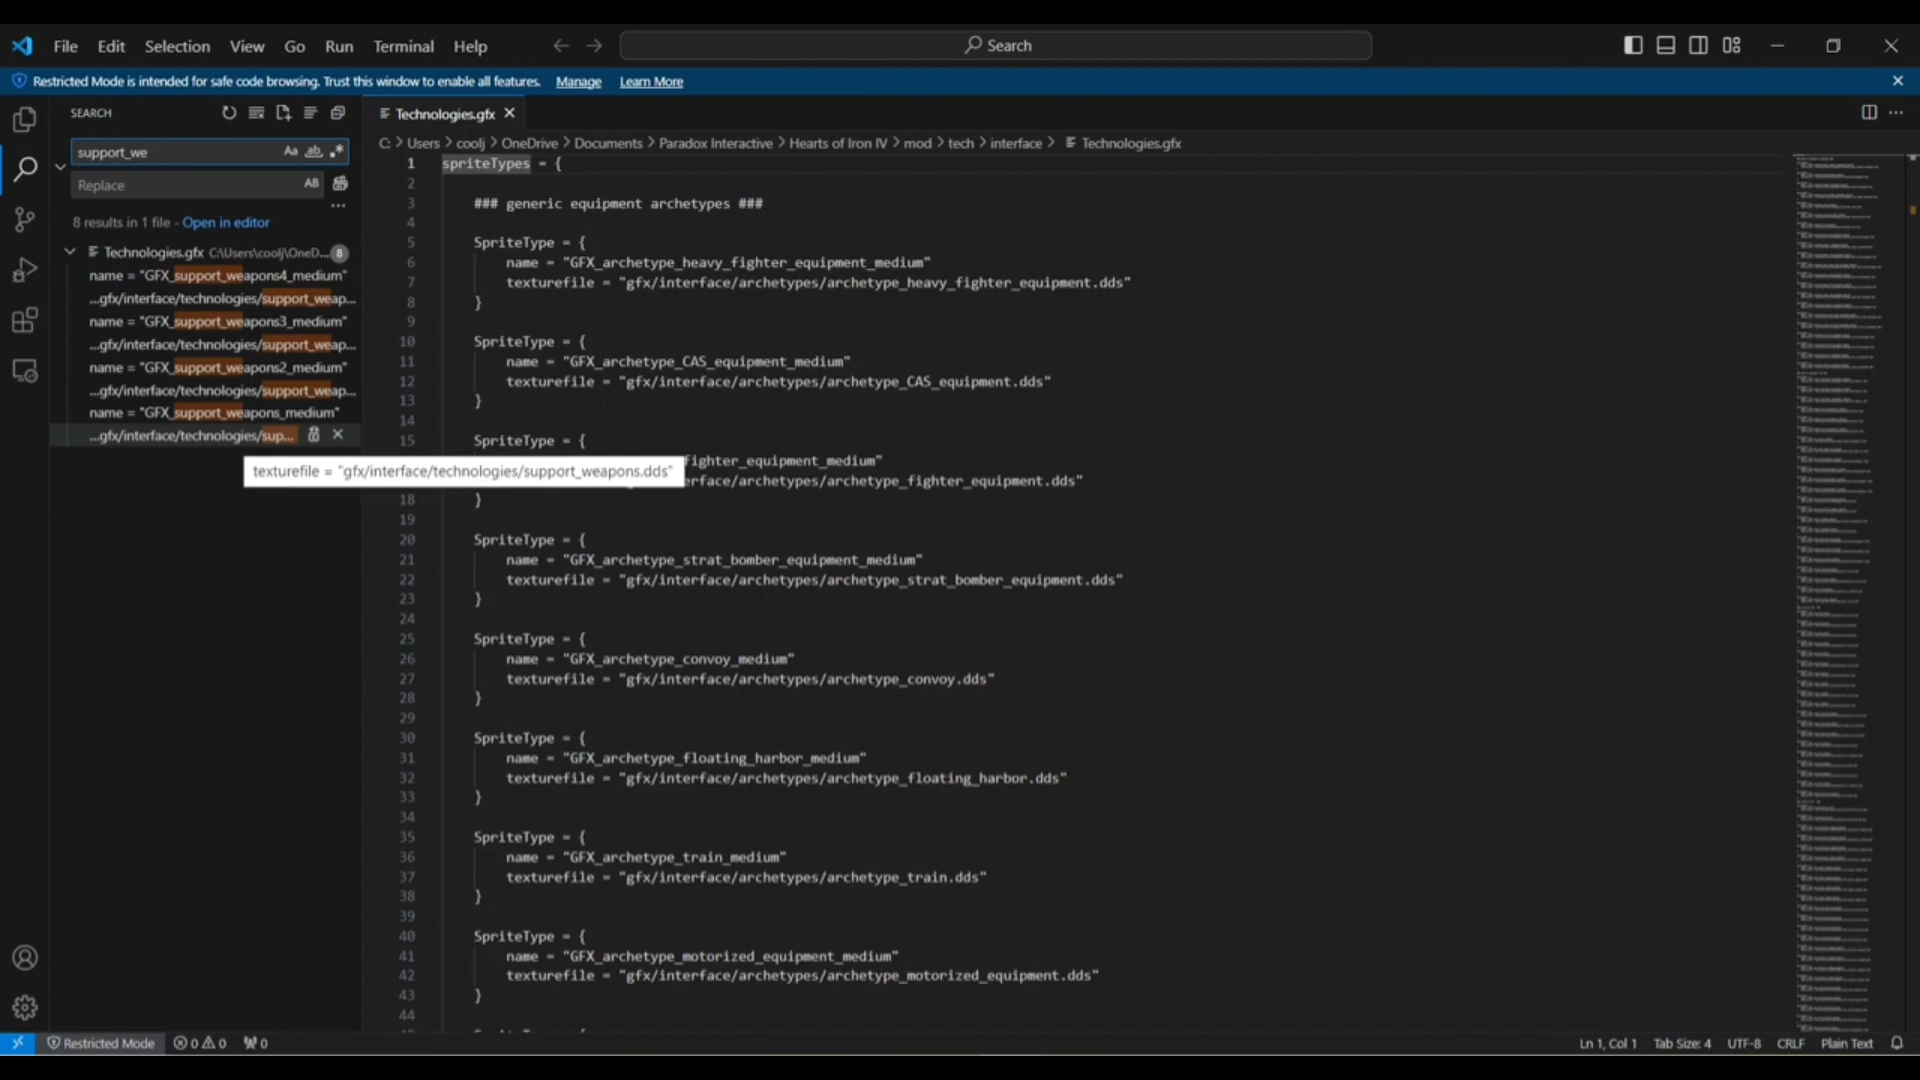 File Edit Selection View Go Run Terminal Help
Search
Restricted Mode is intended for safe code browsing. Trust this window to enable all features. Manage Learn More
SEARCH
support_we
Aa ab
Replace
AB
8 results in 1 file - Open in editor
Technologies.gfx C:\Users\coolj\OneD... 8
name = "GFX_support_weapons4_medium"
...gfx/interface/technologies/support_weap...
name = "GFX_support_weapons3_medium"
...gfx/interface/technologies/support_weap...
name = "GFX_support_weapons2_medium"
...gfx/interface/technologies/support_weap...
name = "GFX_support_weapons_medium"
...gfx/interface/technologies/sup...
texturefile = "gfx/interface/technologies/support_weapons.dds"
Technologies.gfx
C: > Users > coolj > OneDrive > Documents > Paradox Interactive > Hearts of Iron IV > mod > tech > interface > Technologies.gfx
1 spriteTypes = {
2
3 ### generic equipment archetypes ###
4
5 SpriteType = {
6 name = "GFX_archetype_heavy_fighter_equipment_medium"
7 texturefile = "gfx/interface/archetypes/archetype_heavy_fighter_equipment.dds"
8 }
9
10 SpriteType = {
11 name = "GFX_archetype_CAS_equipment_medium"
12 texturefile = "gfx/interface/archetypes/archetype_CAS_equipment.dds"
13 }
14
15 SpriteType = {
fighter_equipment_medium"
erface/archetypes/archetype_fighter_equipment.dds"
18 }
19
20 SpriteType = {
21 name = "GFX_archetype_strat_bomber_equipment_medium"
22 texturefile = "gfx/interface/archetypes/archetype_strat_bomber_equipment.dds"
23 }
24
25 SpriteType = {
26 name = "GFX_archetype_convoy_medium"
27 texturefile = "gfx/interface/archetypes/archetype_convoy.dds"
28 }
29
30 SpriteType = {
31 name = "GFX_archetype_floating_harbor_medium"
32 texturefile = "gfx/interface/archetypes/archetype_floating_harbor.dds"
33 }
34
35 SpriteType = {
36 name = "GFX_archetype_train_medium"
37 texturefile = "gfx/interface/archetypes/archetype_train.dds"
38 }
39
40 SpriteType = {
41 name = "GFX_archetype_motorized_equipment_medium"
42 texturefile = "gfx/interface/archetypes/archetype_motorized_equipment.dds"
43 }
44
Restricted Mode 0 0 0
Ln 1, Col 1 Tab Size: 4 UTF-8 CRLF Plain Text